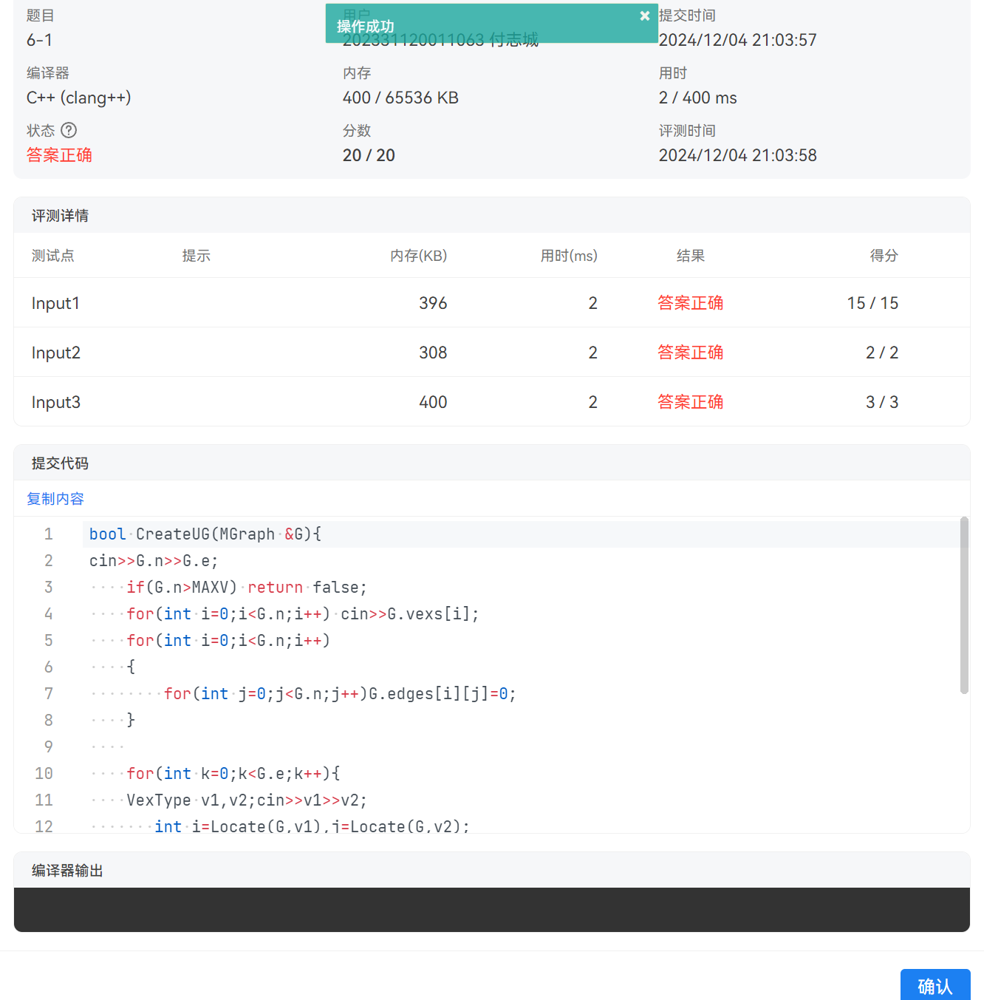 题目
用户
提交时间
操作成功
6-1
202331120011063 付志城
2024/12/04 21:03:57
编译器
内存
用时
C++ (clang++)
400 / 65536 KB
2 / 400 ms
状态
分数
评测时间
答案正确
20 / 20
2024/12/04 21:03:58
评测详情
测试点 提示 内存(KB) 用时(ms) 结果 得分
Input1 396 2 答案正确 15 / 15
Input2 308 2 答案正确 2 / 2
Input3 400 2 答案正确 3 / 3
提交代码
复制内容
1 bool CreateUG(MGraph &G){
2 cin>>G.n>>G.e;
3     if(G.n>MAXV) return false;
4     for(int i=0;i<G.n;i++) cin>>G.vexs[i];
5     for(int i=0;i<G.n;i++)
6     {
7         for(int j=0;j<G.n;j++)G.edges[i][j]=0;
8     }
9
10     for(int k=0;k<G.e;k++){
11     VexType v1,v2;cin>>v1>>v2;
12        int i=Locate(G,v1),j=Locate(G,v2);
编译器输出
确认